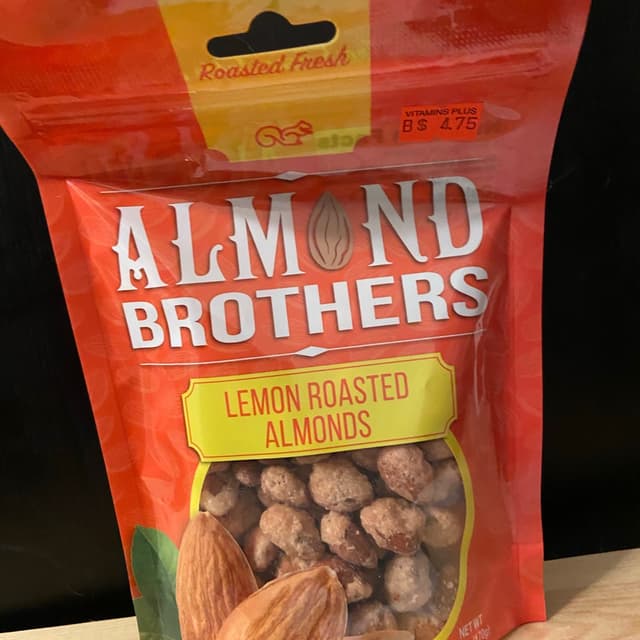 Roasted Fresh
VITAMINS PLUS
B$ 4.75
ALMOND
BROTHERS
LEMON ROASTED
ALMONDS
NET WT